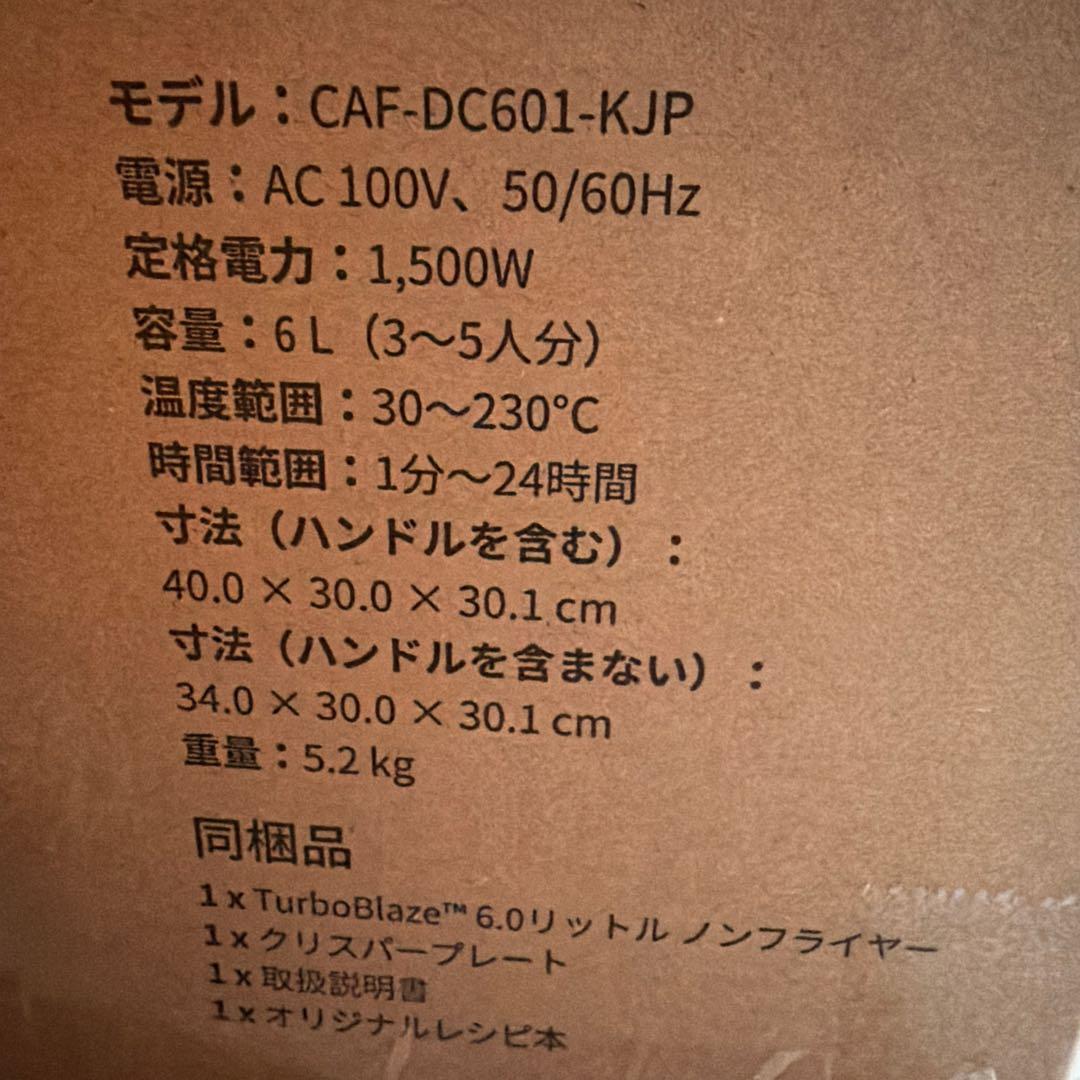 モデル：CAF-DC601-KJP
電源：AC 100V、50/60Hz
定格電力：1,500W
容量：6 L（3〜5人分）
温度範囲：30〜230°C
時間範囲：1分〜24時間
寸法（ハンドルを含む）：
40.0 × 30.0 × 30.1 cm
寸法（ハンドルを含まない）：
34.0 × 30.0 × 30.1 cm
重量：5.2 kg
同梱品
1 x TurboBlaze™ 6.0リットル ノンフライヤー
1 x クリスパープレート
1 x 取扱説明書
1 x オリジナルレシピ本